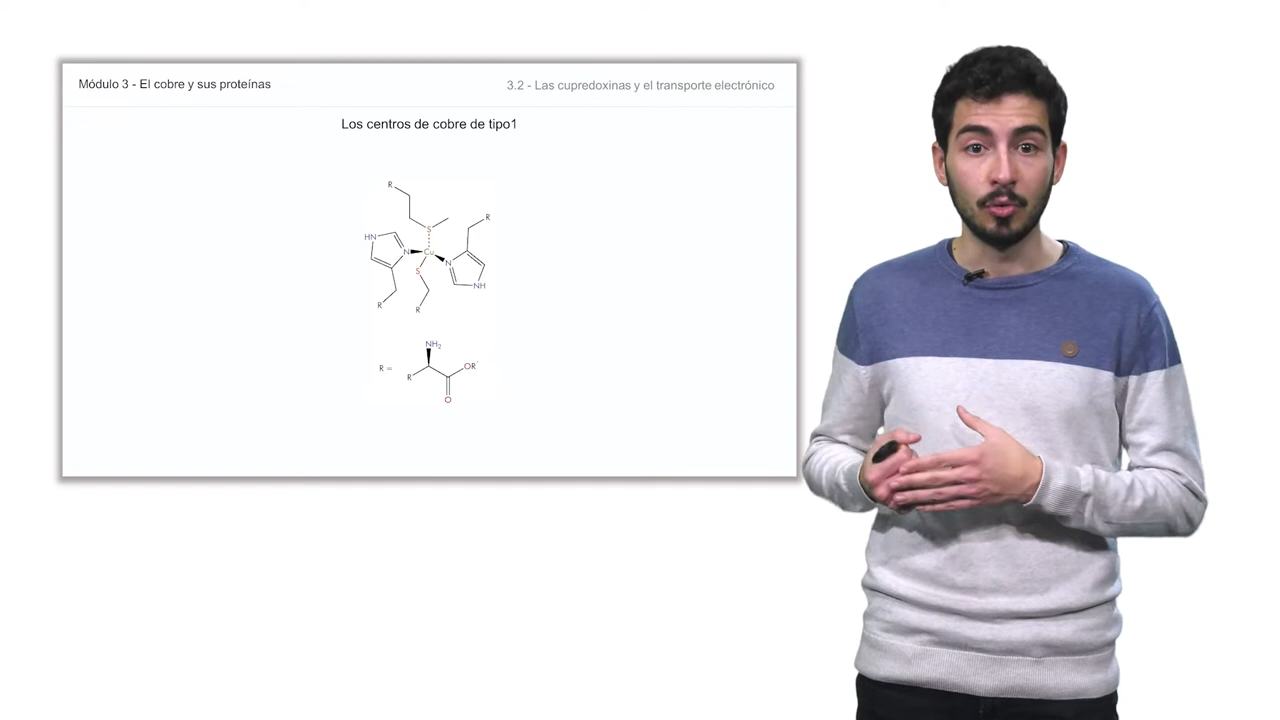 Módulo 3 - El cobre y sus proteínas
3.2 - Las cupredoxinas y el transporte electrónico
Los centros de cobre de tipo1
R
S
R
HN
N
Cu
N
S
NH
R
R
NH2
R =
R
OR'
O